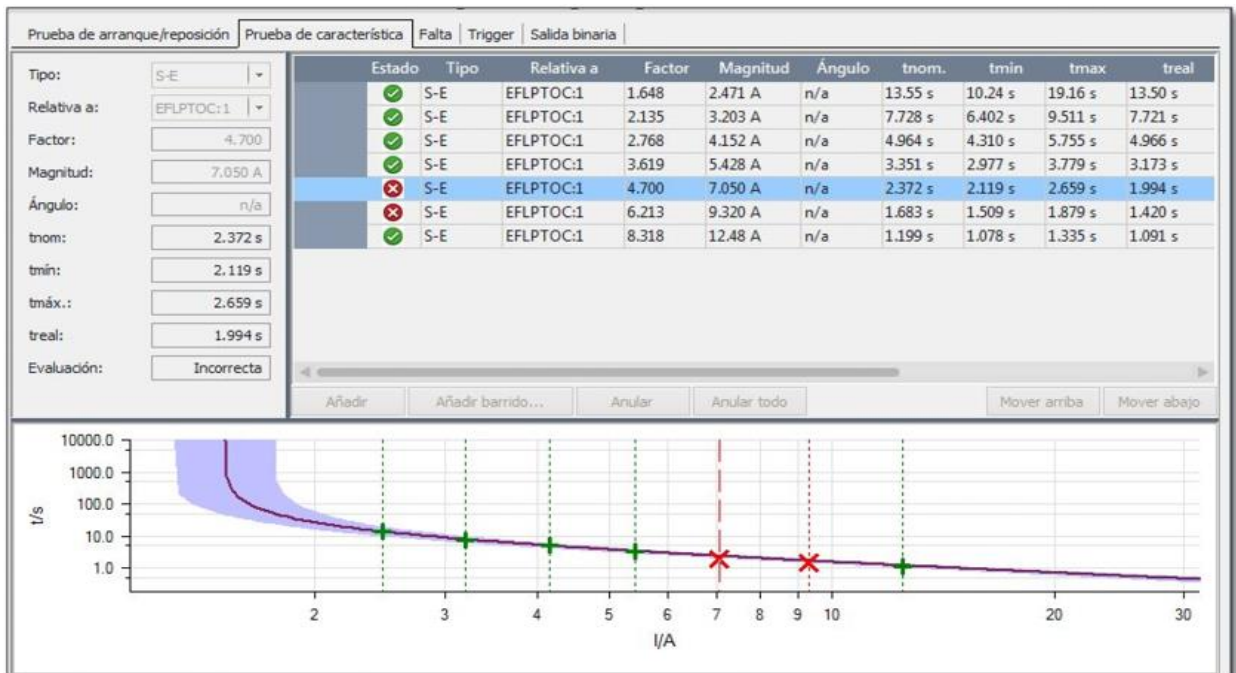 Prueba de arranque/reposición Prueba de característica Falta Trigger Salida binaria
Tipo: S-E
Relativa a: EFLPTOC:1
Factor: 4.700
Magnitud: 7.050 A
Ángulo: n/a
tnom: 2.372 s
tmín: 2.119 s
tmáx.: 2.659 s
treal: 1.994 s
Evaluación: Incorrecta
Estado Tipo Relativa a Factor Magnitud Ángulo tnom. tmin tmax treal
S-E EFLPTOC:1 1.648 2.471 A n/a 13.55 s 10.24 s 19.16 s 13.50 s
S-E EFLPTOC:1 2.135 3.203 A n/a 7.728 s 6.402 s 9.511 s 7.721 s
S-E EFLPTOC:1 2.768 4.152 A n/a 4.964 s 4.310 s 5.755 s 4.966 s
S-E EFLPTOC:1 3.619 5.428 A n/a 3.351 s 2.977 s 3.779 s 3.173 s
S-E EFLPTOC:1 4.700 7.050 A n/a 2.372 s 2.119 s 2.659 s 1.994 s
S-E EFLPTOC:1 6.213 9.320 A n/a 1.683 s 1.509 s 1.879 s 1.420 s
S-E EFLPTOC:1 8.318 12.48 A n/a 1.199 s 1.078 s 1.335 s 1.091 s
Añadir Añadir barrido... Anular Anular todo Mover arriba Mover abajo
10000.0
1000.0
100.0
10.0
1.0
t/s
2 3 4 5 6 7 8 9 10 20 30
I/A